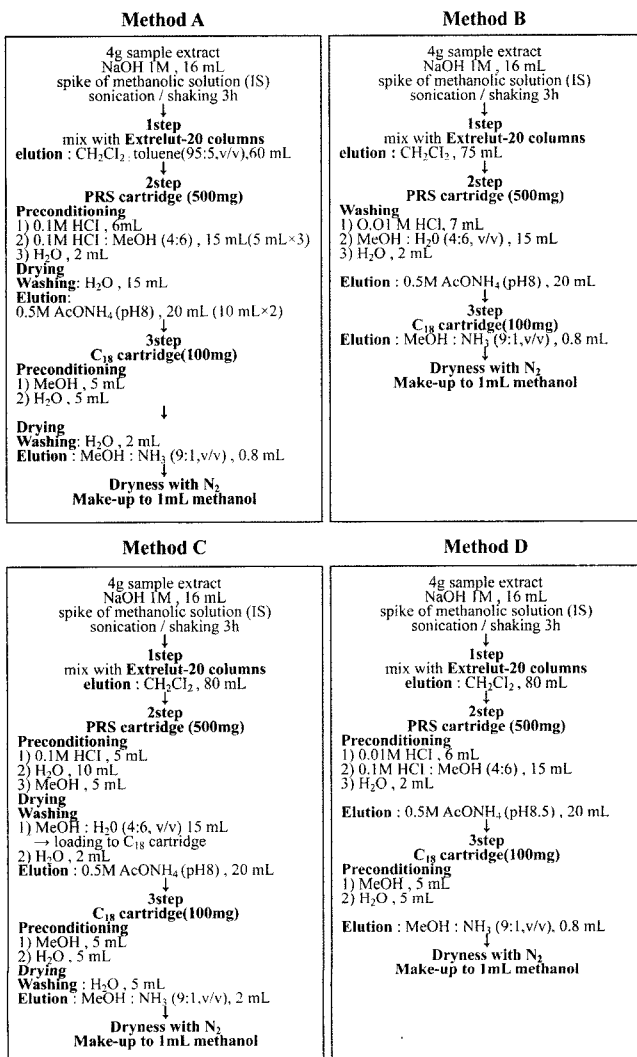 Method A
4g sample extract
NaOH 1M , 16 mL
spike of methanolic solution (IS)
sonication / shaking 3h
↓
1step
mix with Extrelut-20 columns
elution : CH₂Cl₂ : toluene(95:5,v/v),60 mL
↓
2step
PRS cartridge (500mg)
Preconditioning
1) 0.1M HCl , 6mL
2) 0.1M HCl : MeOH (4:6) , 15 mL(5 mL×3)
3) H₂O , 2 mL
Drying
Washing: H₂O , 15 mL
Elution:
0.5M AcONH₄ (pH8) , 20 mL (10 mL×2)
↓
3step
C₁₈ cartridge(100mg)
Preconditioning
1) MeOH , 5 mL
2) H₂O , 5 mL
↓
Drying
Washing: H₂O , 2 mL
Elution : MeOH : NH₃ (9:1,v/v) , 0.8 mL
↓
Dryness with N₂
Make-up to 1mL methanol
Method B
4g sample extract
NaOH 1M , 16 mL
spike of methanolic solution (IS)
sonication / shaking 3h
↓
1step
mix with Extrelut-20 columns
elution : CH₂Cl₂ , 75 mL
↓
2step
PRS cartridge (500mg)
Washing
1) O.O1 M HCl, 7 mL
2) MeOH : H₂0 (4:6, v/v) , 15 mL
3) H₂O , 2 mL
Elution : 0.5M AcONH₄ (pH8) , 20 mL
↓
3step
C₁₈ cartridge(100mg)
Elution : MeOH : NH₃ (9:1,v/v) , 0.8 mL
↓
Dryness with N₂
Make-up to 1mL methanol
Method C
4g sample extract
NaOH 1M , 16 mL
spike of methanolic solution (IS)
sonication / shaking 3h
↓
1step
mix with Extrelut-20 columns
elution : CH₂Cl₂ , 80 mL
↓
2step
PRS cartridge (500mg)
Preconditioning
1) 0.1M HCl , 5 mL
2) H₂O , 10 mL
3) MeOH , 5 mL
Drying
Washing
1) MeOH : H₂0 (4:6, v/v) 15 mL
→ loading to C₁₈ cartridge
2) H₂O , 2 mL
Elution : 0.5M AcONH₄ (pH8) , 20 mL
↓
3step
C₁₈ cartridge(100mg)
Preconditioning
1) MeOH , 5 mL
2) H₂O , 5 mL
Drying
Washing : H₂O , 5 mL
Elution : MeOH : NH₃ (9:1,v/v), 2 mL
↓
Dryness with N₂
Make-up to 1mL methanol
Method D
4g sample extract
NaOH 1M , 16 mL
spike of methanolic solution (IS)
sonication / shaking 3h
↓
1step
mix with Extrelut-20 columns
elution : CH₂Cl₂ , 80 mL
↓
2step
PRS cartridge (500mg)
Preconditioning
1) 0.01M HCl , 6 mL
2) 0.1M HCl : MeOH (4:6) , 15 mL
3) H₂O , 2 mL
Elution : 0.5M AcONH₄ (pH8.5) , 20 mL
↓
3step
C₁₈ cartridge(100mg)
Preconditioning
1) MeOH , 5 mL
2) H₂O , 5 mL
Elution : MeOH : NH₃ (9:1,v/v), 0.8 mL
↓
Dryness with N₂
Make-up to 1mL methanol